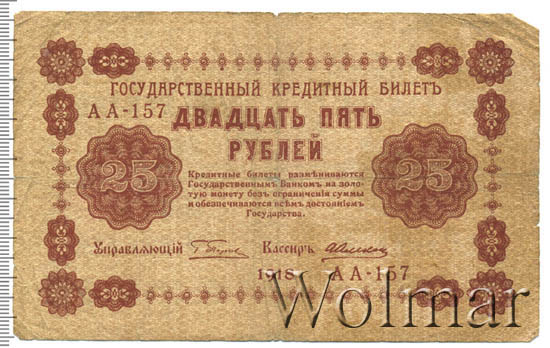 ГОСУДАРСТВЕННЫЙ КРЕДИТНЫЙ БИЛЕТЪ
АА-157
ДВАДЦАТЬ ПЯТЬ
РУБЛЕЙ
25
25
Кредитные билеты размѣниваются
Государственнымъ Банкомъ на золо-
тую монету безъ ограниченія суммы
и обезпечиваются всѣмъ достояніемъ
Государства.
Управляющій
Кассиръ
1918
АА-157
Wolmar